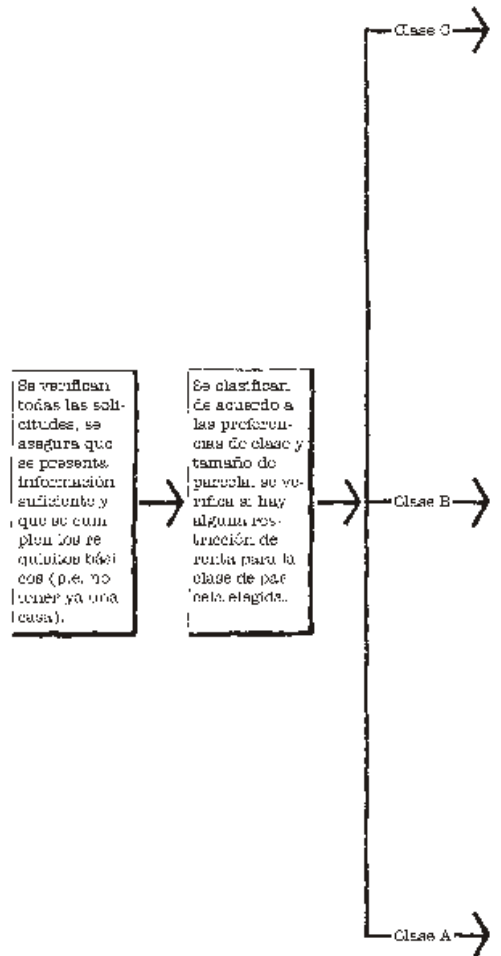 Clase C
Se verifican
todas las soli-
citudes, se
asegura que
se presenta
información
suficiente y
que se cum
plen los re
quisitos bási
cos (p.e. no
tener ya una
casa).
Se clasifican
de acuerdo a
las preferen-
cias de clase y
tamaño de
parcela, se ve-
rifica si hay
alguna res-
tricción de
renta para la
clase de par
cela elegida.
Clase B
Clase A